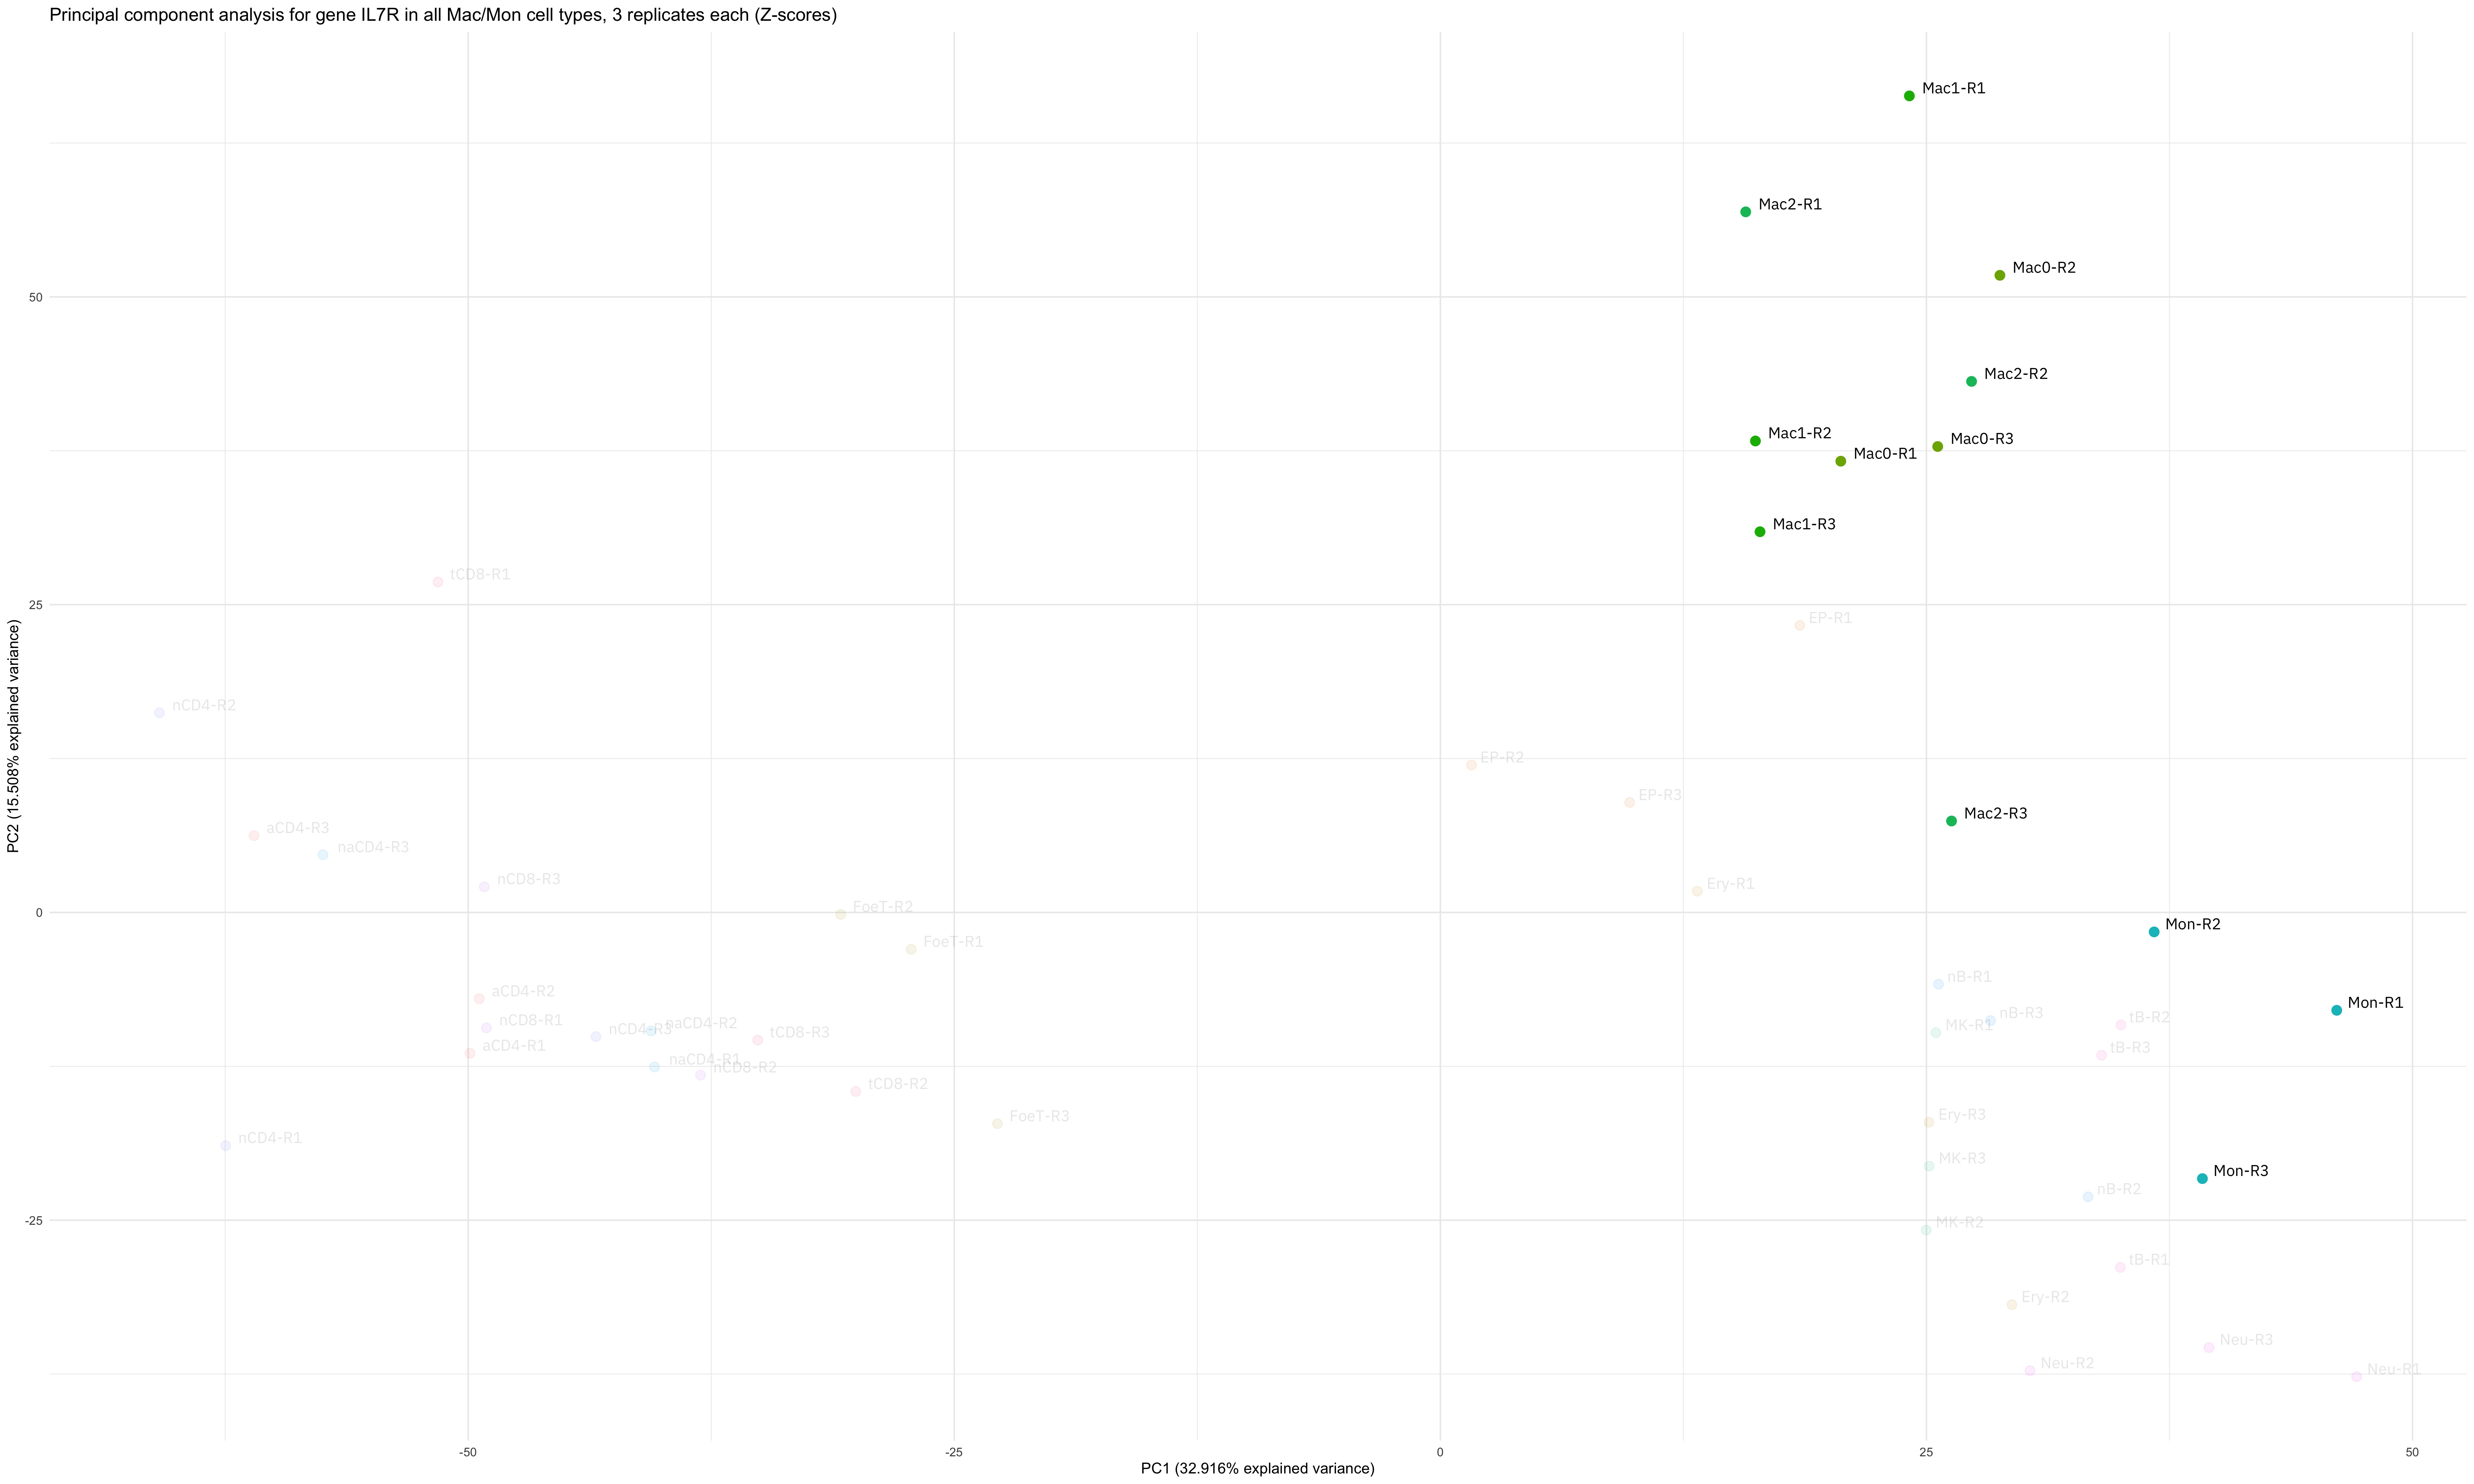 Principal component analysis for gene IL7R in all Mac/Mon cell types, 3 replicates each (Z-scores)
Mac1-R1
Mac2-R1
Mac0-R2
50
Mac2-R2
Mac1-R2
Mac0-R3
Mac0-R1
Mac1-R3
tCD8-R1
25
EP-R1
nCD4-R2
EP-R2
EP-R3
PC2 (15.508% explained variance)
Mac2-R3
aCD4-R3
naCD4-R3
nCD8-R3
Ery-R1
FoeT-R2
0
Mon-R2
FoeT-R1
nB-R1
aCD4-R2
Mon-R1
nB-R3
tB-R2
nCD8-R1
naCD4-R2
MK-R1
nCD4-R3
tCD8-R3
aCD4-R1
tB-R3
naCD4-R1
nCD8-R2
tCD8-R2
FoeT-R3
Ery-R3
nCD4-R1
MK-R3
Mon-R3
nB-R2
-25
MK-R2
tB-R1
Ery-R2
Neu-R3
Neu-R2
Neu-R1
-50
-25
0
25
50
PC1 (32.916% explained variance)